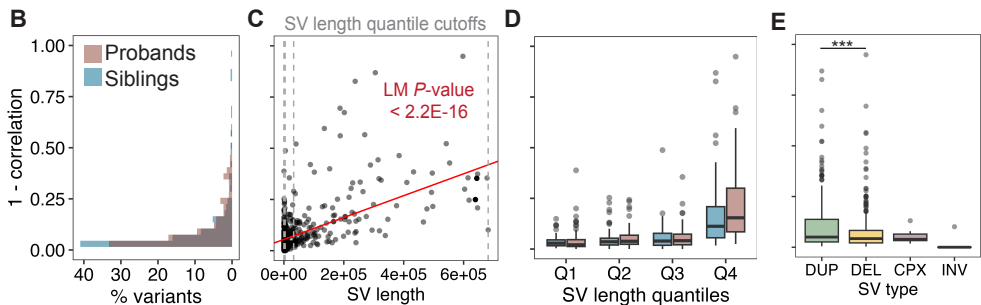 B
1 - correlation
1.00
0.75
0.50
0.25
0.00
Probands
Siblings
40
20
0
% variants
C
SV length quantile cutoffs
LM P-value
< 2.2E-16
0e+00
2e+05
4e+05
6e+05
SV length
D
Q1
Q2
Q3
Q4
SV length quantiles
E
***
DUP
DEL
CPX
INV
SV type